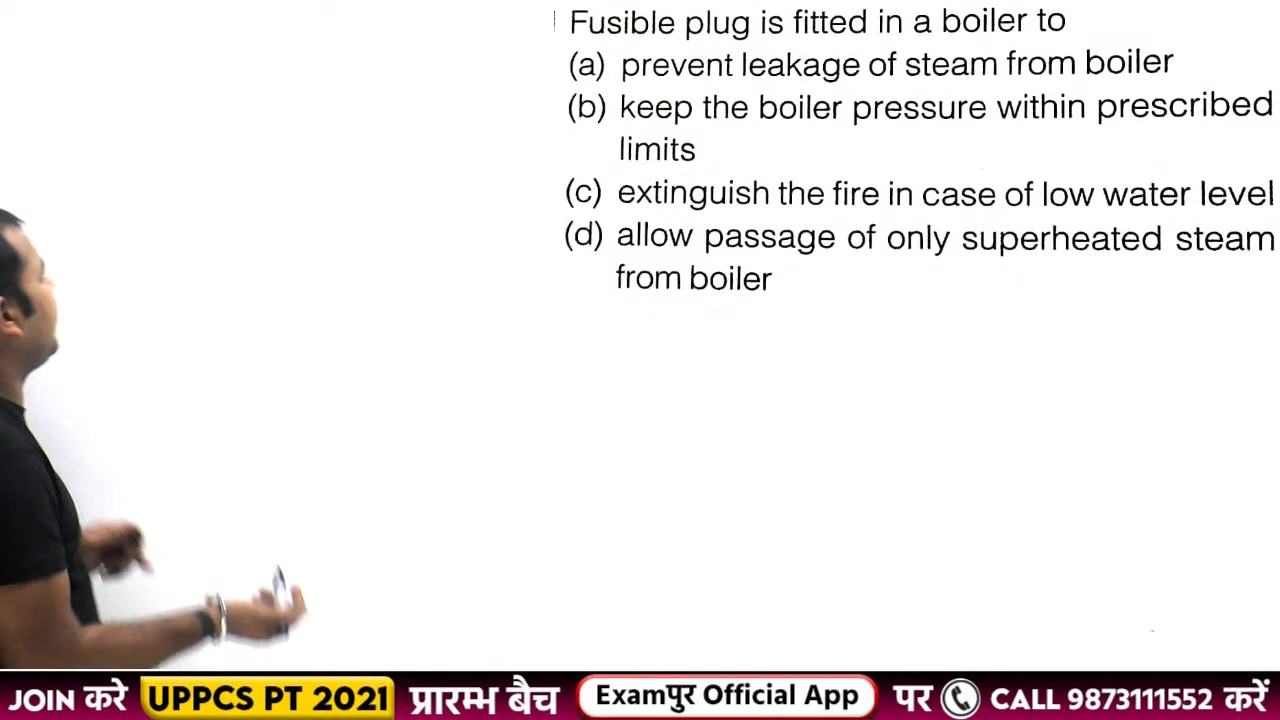 Fusible plug is fitted in a boiler to
(a) prevent leakage of steam from boiler
(b) keep the boiler pressure within prescribed
limits
(c) extinguish the fire in case of low water level
(d) allow passage of only superheated steam
from boiler
JOIN करे UPPCS PT 2021 प्रारम्भ बैच Examपुर Official App पर CALL 9873111552 करें